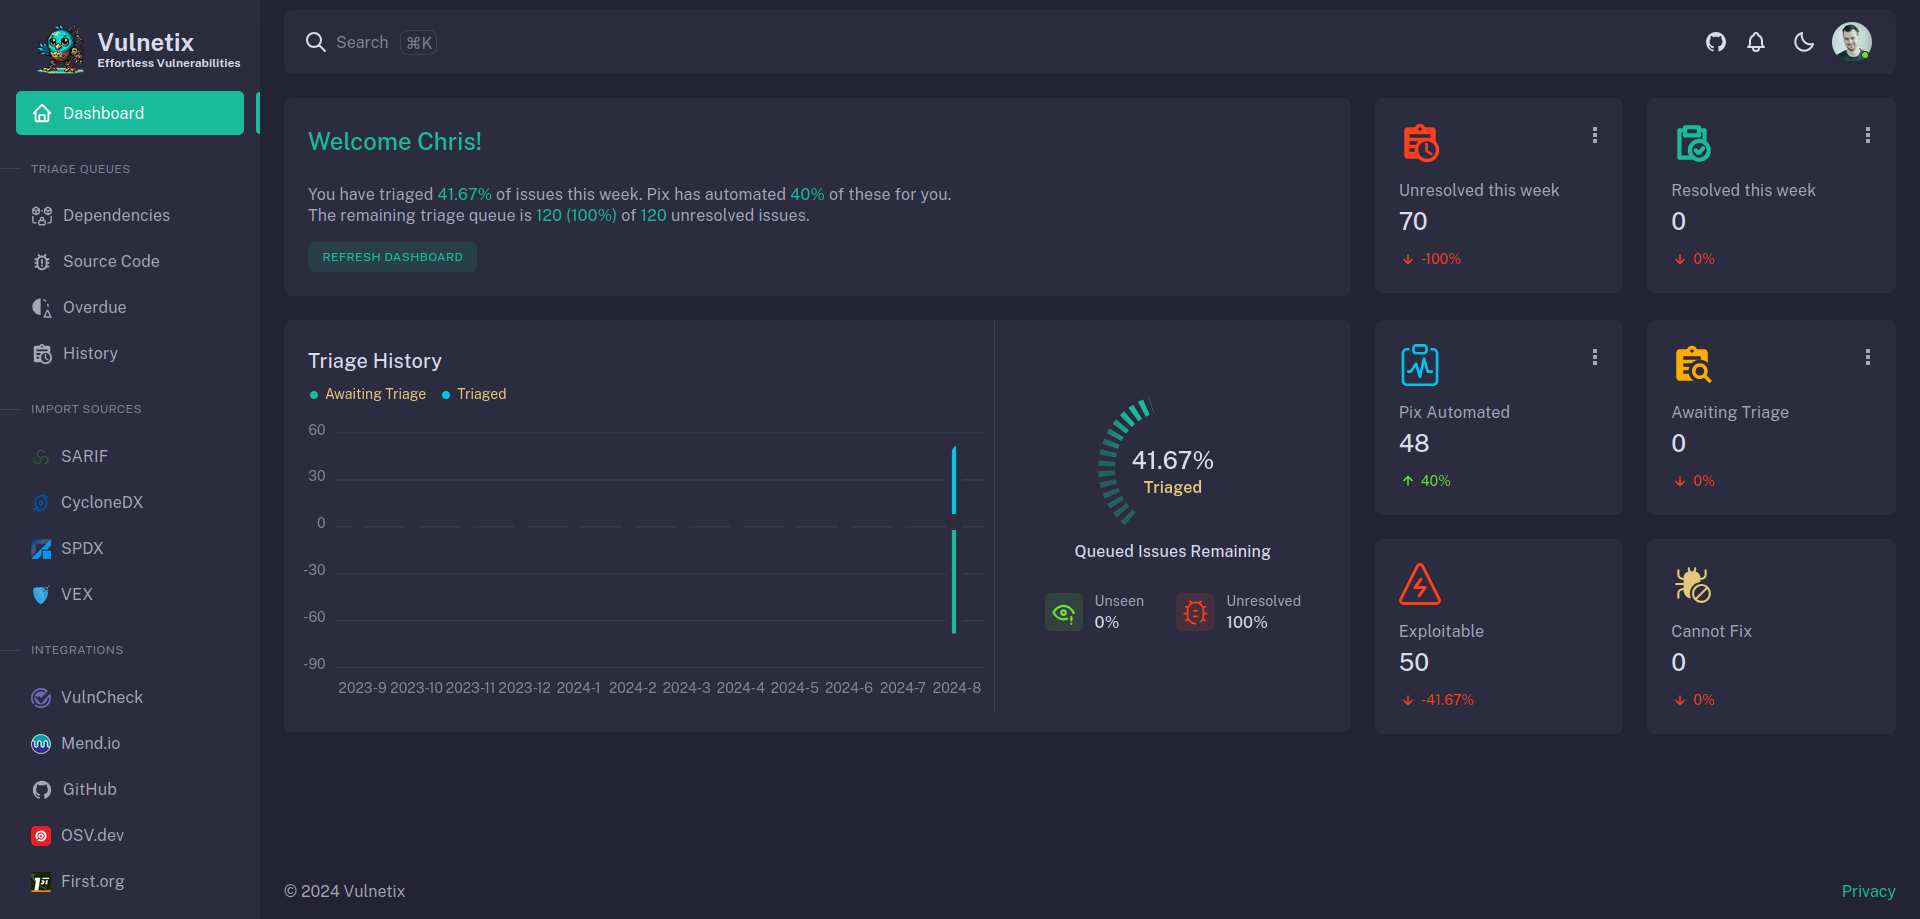 Vulnetix
Effortless Vulnerabilities
Dashboard
TRIAGE QUEUES
Dependencies
Source Code
Overdue
History
IMPORT SOURCES
SARIF
CycloneDX
SPDX
VEX
INTEGRATIONS
VulnCheck
Mend.io
GitHub
OSV.dev
First.org
Search ⌘K
Welcome Chris!
You have triaged 41.67% of issues this week. Pix has automated 40% of these for you.
The remaining triage queue is 120 (100%) of 120 unresolved issues.
REFRESH DASHBOARD
Unresolved this week
70
-100%
Resolved this week
0
0%
Triage History
Awaiting Triage Triaged
60
30
0
-30
-60
-90
2023-9 2023-10 2023-11 2023-12 2024-1 2024-2 2024-3 2024-4 2024-5 2024-6 2024-7 2024-8
41.67%
Triaged
Queued Issues Remaining
Unseen
0%
Unresolved
100%
Pix Automated
48
40%
Awaiting Triage
0
0%
Exploitable
50
-41.67%
Cannot Fix
0
0%
© 2024 Vulnetix
Privacy